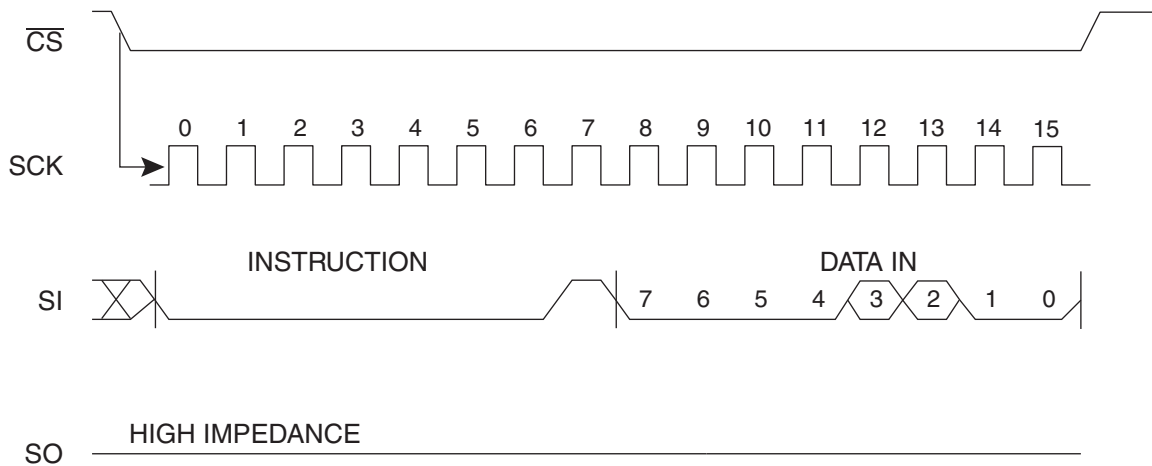 C̅S̅
0 1 2 3 4 5 6 7 8 9 10 11 12 13 14 15
SCK
INSTRUCTION DATA IN
SI 7 6 5 4 3 2 1 0
HIGH IMPEDANCE
SO